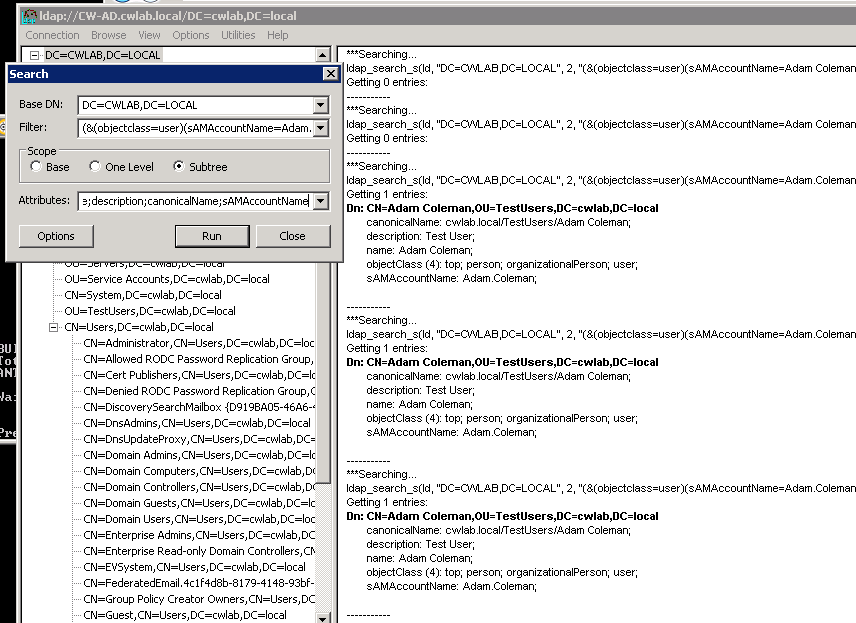 ldap://CW-AD.cwlab.local/DC=cwlab,DC=local
Connection Browse View Options Utilities Help
DC=CWLAB,DC=LOCAL
Search
Base DN: DC=CWLAB,DC=LOCAL
Filter: (&(objectclass=user)(sAMAccountName=Adam.
Scope
Base One Level Subtree
Attributes: e;description;canonicalName;sAMAccountName
Options Run Close
OU=Servers,DC=cwlab,DC=local
OU=Service Accounts,DC=cwlab,DC=local
CN=System,DC=cwlab,DC=local
OU=TestUsers,DC=cwlab,DC=local
CN=Users,DC=cwlab,DC=local
CN=Administrator,CN=Users,DC=cwlab,DC=loc
CN=Allowed RODC Password Replication Group,
CN=Cert Publishers,CN=Users,DC=cwlab,DC=lc
CN=Denied RODC Password Replication Group,C
CN=DiscoverySearchMailbox {D919BA05-46A6-4
CN=DnsAdmins,CN=Users,DC=cwlab,DC=local
CN=DnsUpdateProxy,CN=Users,DC=cwlab,DC=
CN=Domain Admins,CN=Users,DC=cwlab,DC=lo
CN=Domain Computers,CN=Users,DC=cwlab,DC
CN=Domain Controllers,CN=Users,DC=cwlab,DC
CN=Domain Guests,CN=Users,DC=cwlab,DC=loc
CN=Domain Users,CN=Users,DC=cwlab,DC=loc
CN=Enterprise Admins,CN=Users,DC=cwlab,DC=
CN=Enterprise Read-only Domain Controllers,CN
CN=EVSystem,CN=Users,DC=cwlab,DC=local
CN=FederatedEmail.4c1f4d8b-8179-4148-93bf-
CN=Group Policy Creator Owners,CN=Users,DC
CN=Guest,CN=Users,DC=cwlab,DC=local
***Searching...
ldap_search_s(ld, "DC=CWLAB,DC=LOCAL", 2, "(&(objectclass=user)(sAMAccountName=Adam Coleman
Getting 0 entries:
-----------
***Searching...
ldap_search_s(ld, "DC=CWLAB,DC=LOCAL", 2, "(&(objectclass=user)(sAMAccountName=Adam Coleman
Getting 0 entries:
-----------
***Searching...
ldap_search_s(ld, "DC=CWLAB,DC=LOCAL", 2, "(&(objectclass=user)(sAMAccountName=Adam.Coleman
Getting 1 entries:
Dn: CN=Adam Coleman,OU=TestUsers,DC=cwlab,DC=local
canonicalName: cwlab.local/TestUsers/Adam Coleman;
description: Test User;
name: Adam Coleman;
objectClass (4): top; person; organizationalPerson; user;
sAMAccountName: Adam.Coleman;
-----------
***Searching...
ldap_search_s(ld, "DC=CWLAB,DC=LOCAL", 2, "(&(objectclass=user)(sAMAccountName=Adam.Coleman
Getting 1 entries:
Dn: CN=Adam Coleman,OU=TestUsers,DC=cwlab,DC=local
canonicalName: cwlab.local/TestUsers/Adam Coleman;
description: Test User;
name: Adam Coleman;
objectClass (4): top; person; organizationalPerson; user;
sAMAccountName: Adam.Coleman;
-----------
***Searching...
ldap_search_s(ld, "DC=CWLAB,DC=LOCAL", 2, "(&(objectclass=user)(sAMAccountName=Adam.Coleman
Getting 1 entries:
Dn: CN=Adam Coleman,OU=TestUsers,DC=cwlab,DC=local
canonicalName: cwlab.local/TestUsers/Adam Coleman;
description: Test User;
name: Adam Coleman;
objectClass (4): top; person; organizationalPerson; user;
sAMAccountName: Adam.Coleman;
-----------